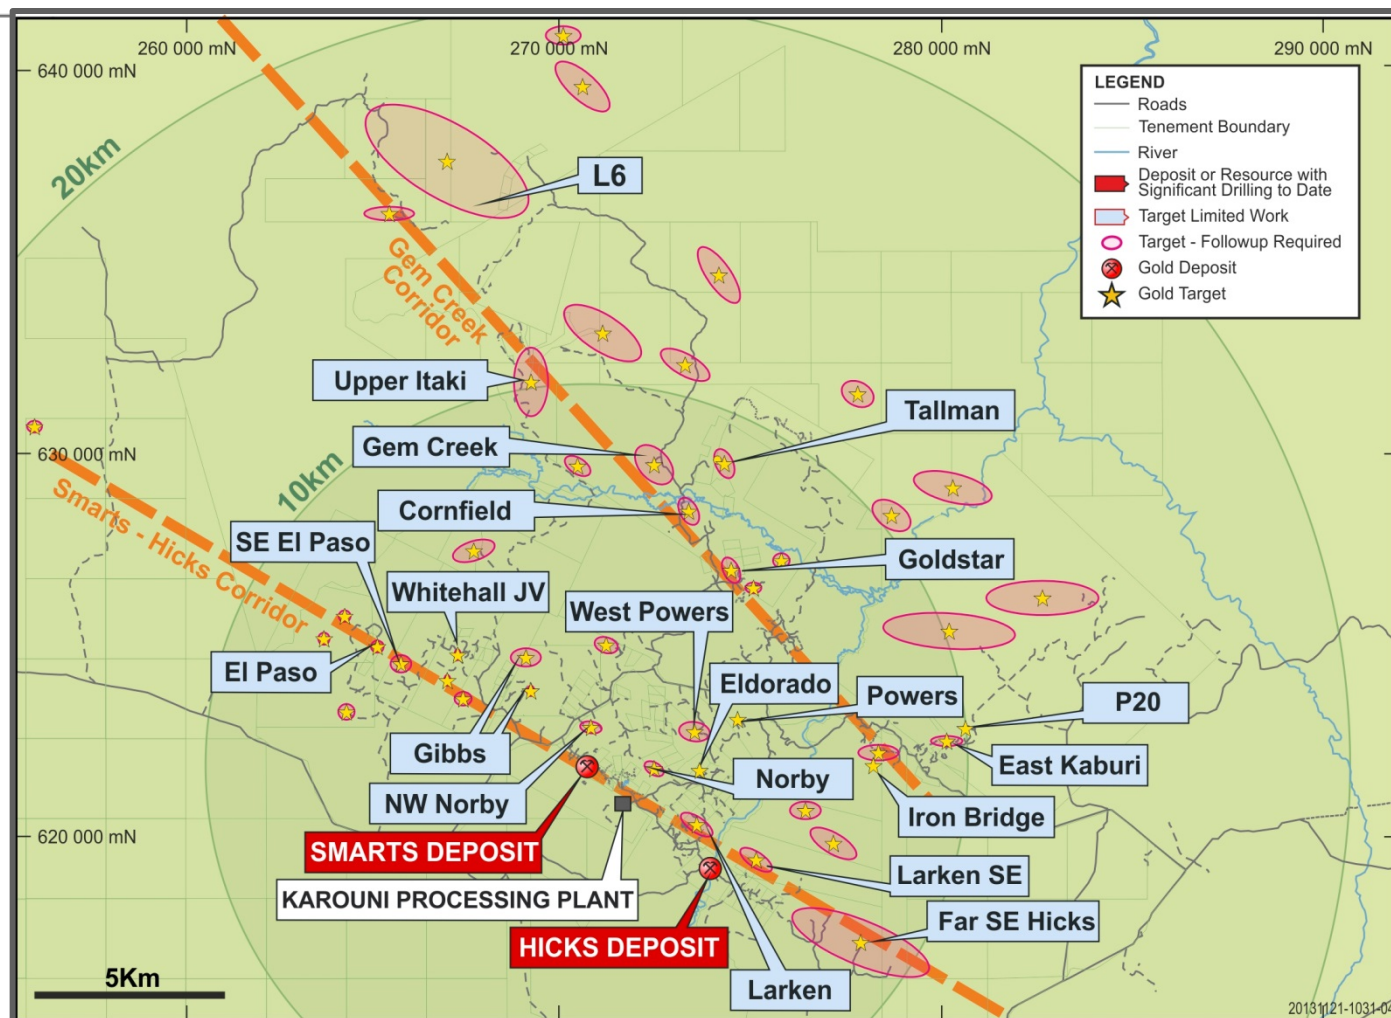 260 000 mN
270 000 mN
280 000 mN
290 000 mN
640 000 mN
LEGEND
Roads
Tenement Boundary
River
Deposit or Resource with
Significant Drilling to Date
Target Limited Work
Target - Followup Required
Gold Deposit
Gold Target
20km
L6
Gem Creek
Corridor
Upper Itaki
Tallman
Gem Creek
630 000 mN
10km
Cornfield
Smarts - Hicks Corridor
SE El Paso
Goldstar
Whitehall JV
West Powers
El Paso
Eldorado
Powers
P20
Gibbs
East Kaburi
Norby
NW Norby
Iron Bridge
620 000 mN
SMARTS DEPOSIT
Larken SE
KAROUNI PROCESSING PLANT
Far SE Hicks
HICKS DEPOSIT
5Km
Larken
20131121-1031-04